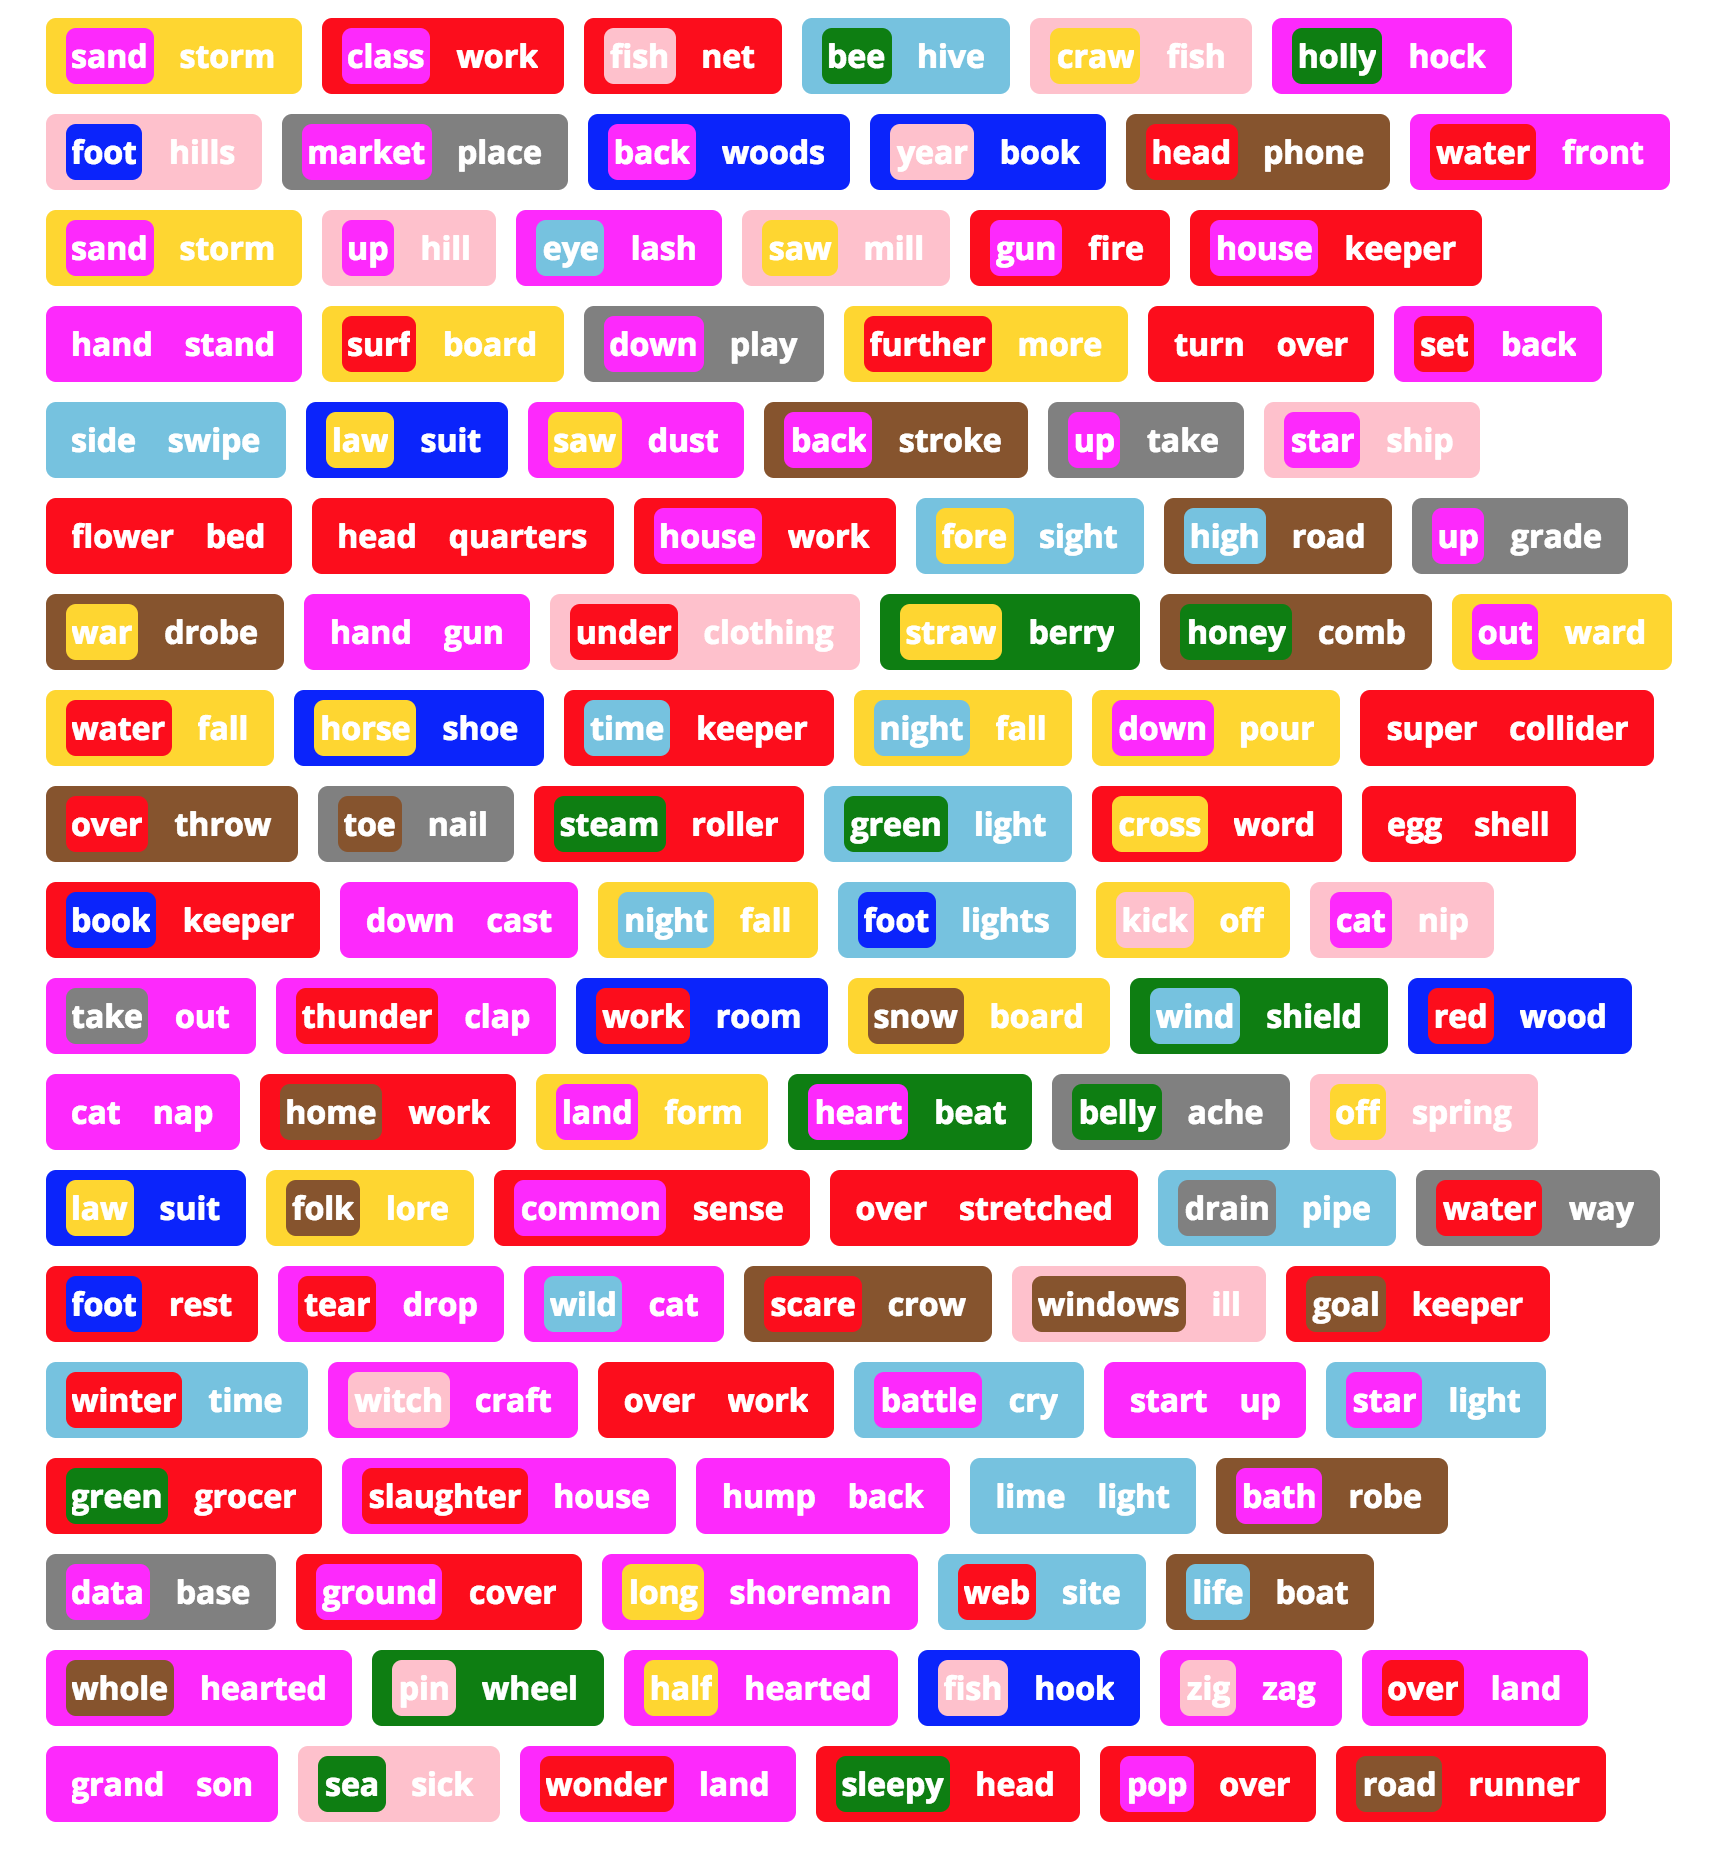 sand storm class work fish net bee hive craw fish holly hock
foot hills market place back woods year book head phone water front
sand storm up hill eye lash saw mill gun fire house keeper
hand stand surf board down play further more turn over set back
side swipe law suit saw dust back stroke up take star ship
flower bed head quarters house work fore sight high road up grade
war drobe hand gun under clothing straw berry honey comb out ward
water fall horse shoe time keeper night fall down pour super collider
over throw toe nail steam roller green light cross word egg shell
book keeper down cast night fall foot lights kick off cat nip
take out thunder clap work room snow board wind shield red wood
cat nap home work land form heart beat belly ache off spring
law suit folk lore common sense over stretched drain pipe water way
foot rest tear drop wild cat scare crow windows ill goal keeper
winter time witch craft over work battle cry start up star light
green grocer slaughter house hump back lime light bath robe
data base ground cover long shoreman web site life boat
whole hearted pin wheel half hearted fish hook zig zag over land
grand son sea sick wonder land sleepy head pop over road runner